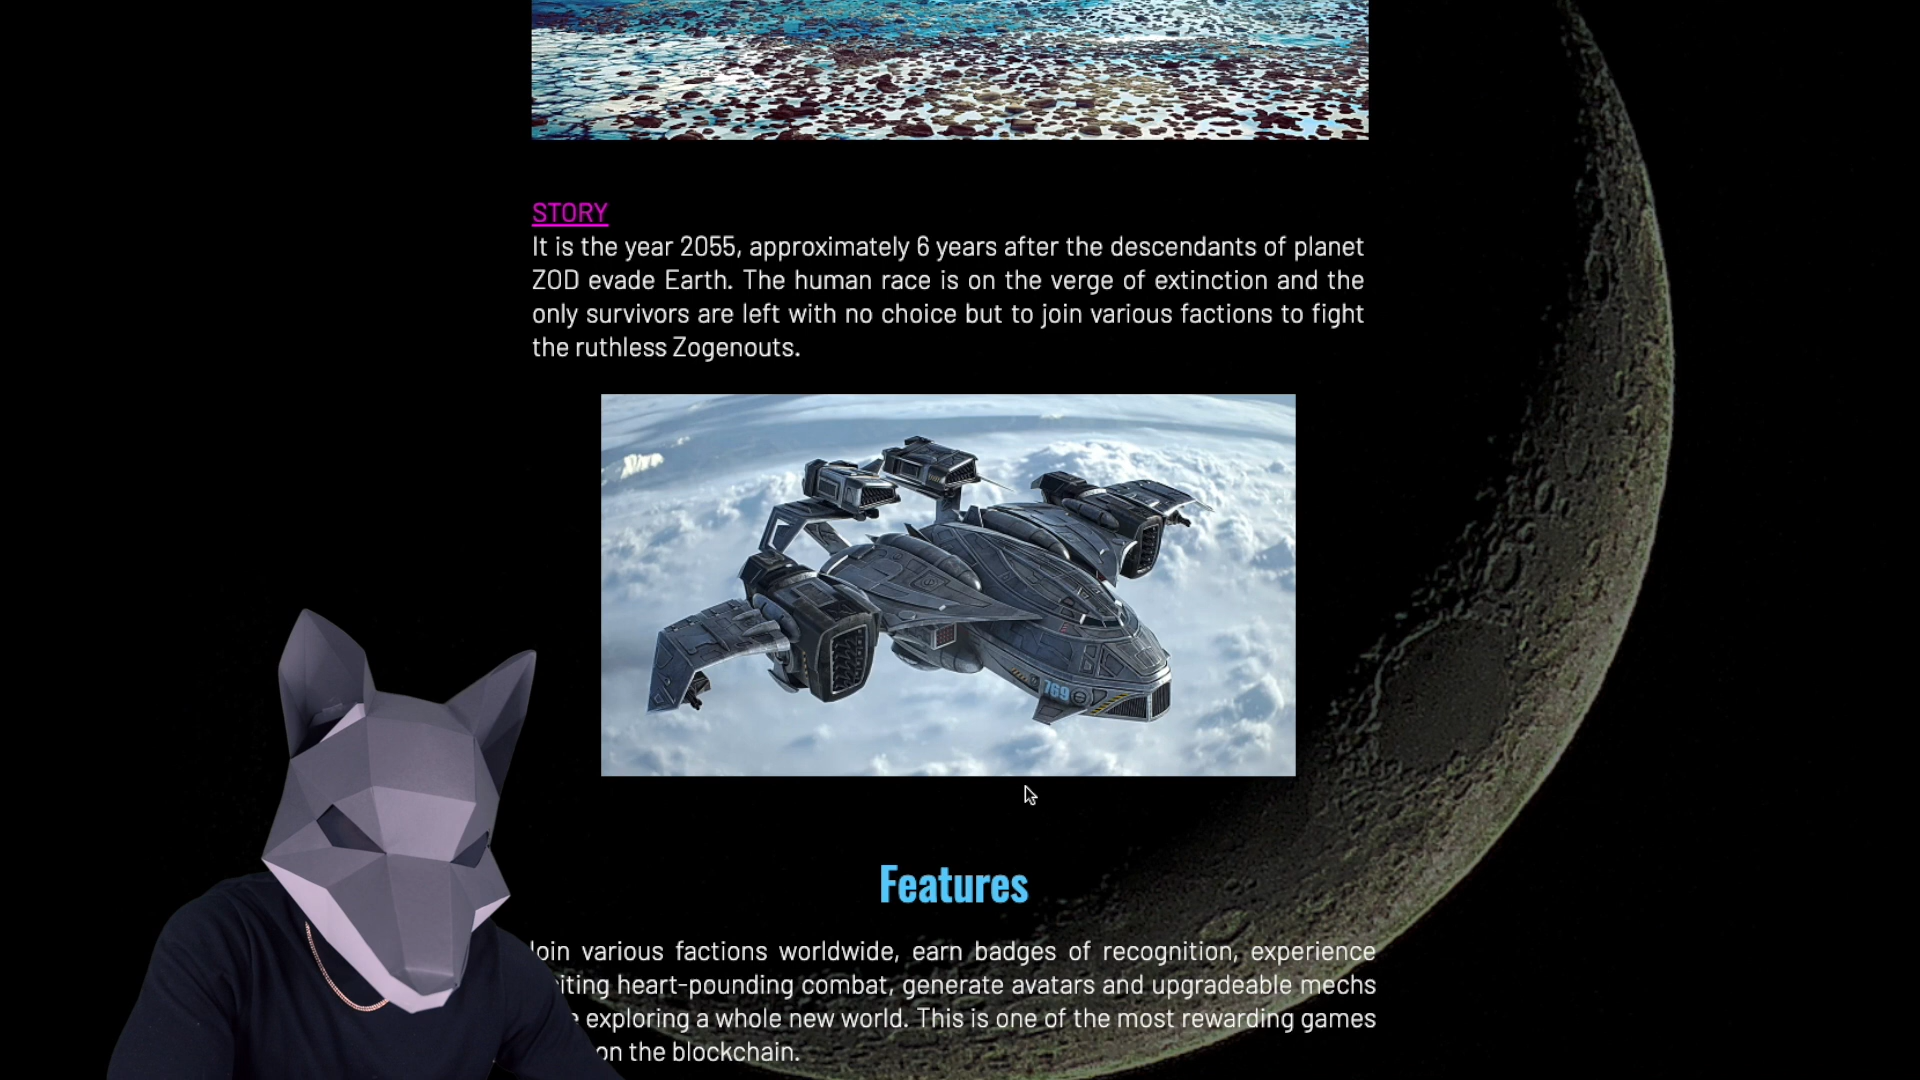 STORY
It is the year 2055, approximately 6 years after the descendants of planet
ZOD evade Earth. The human race is on the verge of extinction and the
only survivors are left with no choice but to join various factions to fight
the ruthless Zogenouts.
769
Features
Join various factions worldwide, earn badges of recognition, experience
heart-pounding combat, generate avatars and upgradeable mechs
exploring a whole new world. This is one of the most rewarding games
on the blockchain.